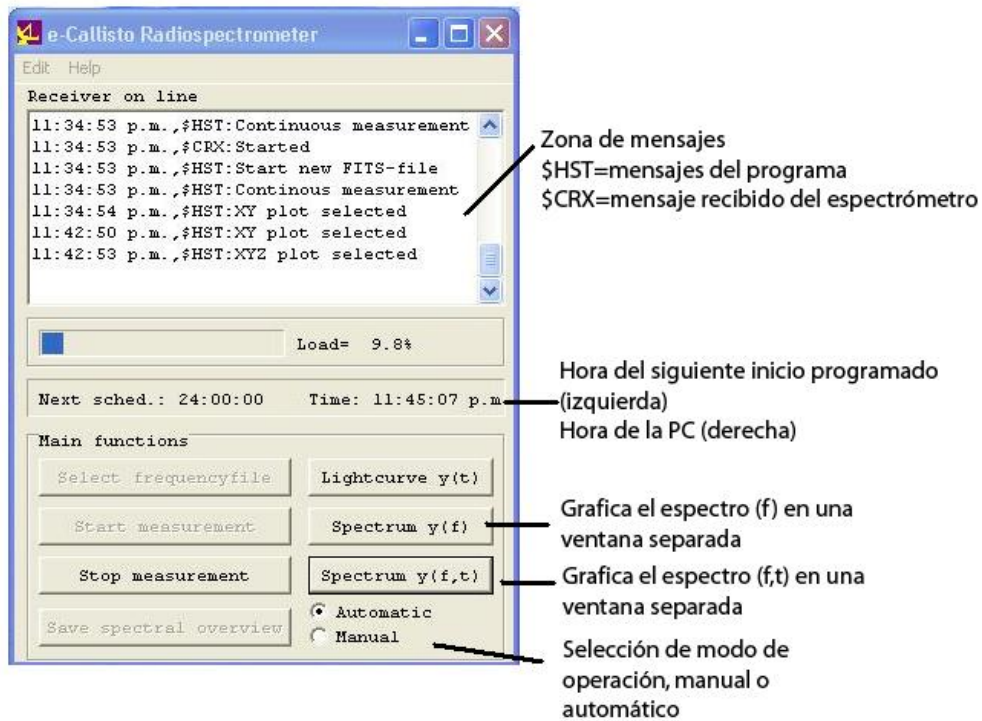 e-Callisto Radiospectrometer
Edit Help
Receiver on line
11:34:53 p.m.,$HST:Continuous measurement
11:34:53 p.m.,$CRX:Started
11:34:53 p.m.,$HST:Start new FITS-file
11:34:53 p.m.,$HST:Continous measurement
11:34:54 p.m.,$HST:XY plot selected
11:42:50 p.m.,$HST:XY plot selected
11:42:53 p.m.,$HST:XYZ plot selected
Zona de mensajes
$HST=mensajes del programa
$CRX=mensaje recibido del espectrómetro
Load= 9.8%
Next sched.: 24:00:00 Time: 11:45:07 p.m
Hora del siguiente inicio programado
(izquierda)
Hora de la PC (derecha)
Main functions
Select frequencyfile Lightcurve y(t)
Start measurement Spectrum y(f)
Grafica el espectro (f) en una
ventana separada
Stop measurement Spectrum y(f,t)
Grafica el espectro (f,t) en una
ventana separada
Save spectral overview
Automatic
Manual
Selección de modo de
operación, manual o
automático